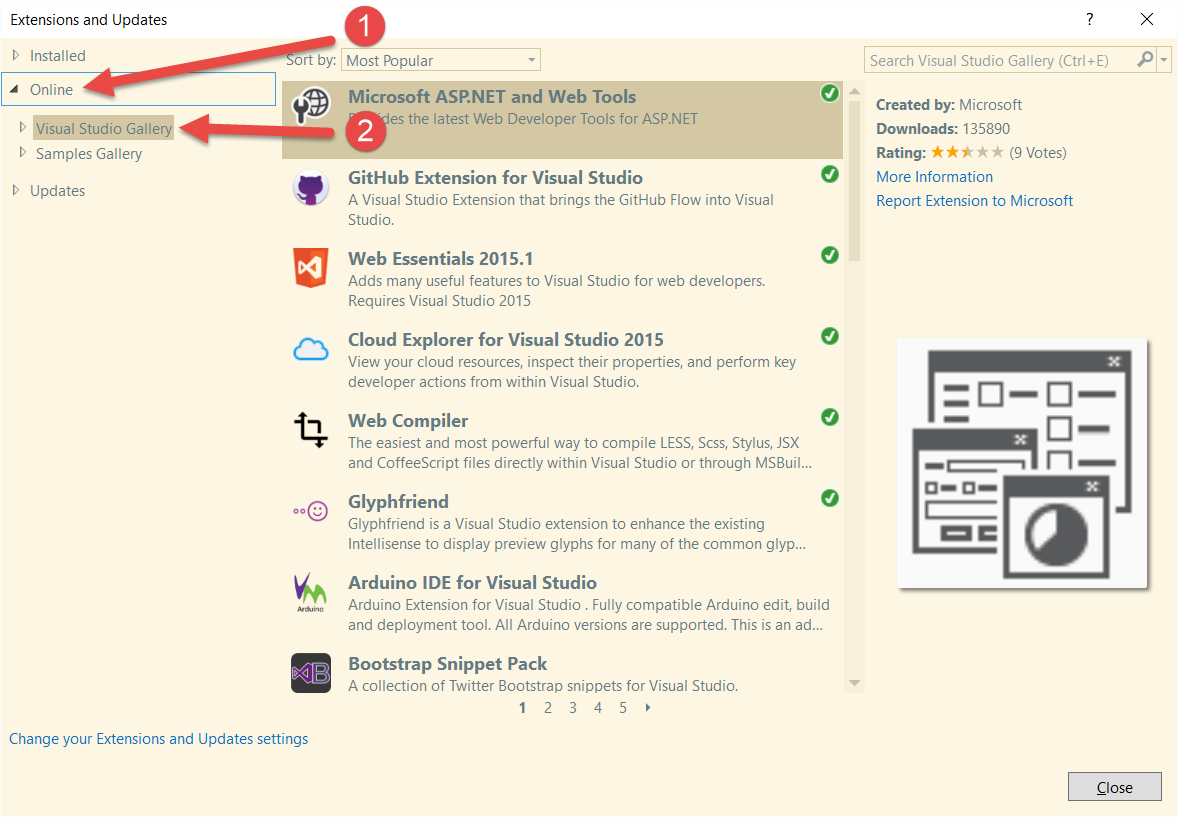 Extensions and Updates
?
1
Installed
Sort by: Most Popular
Search Visual Studio Gallery (Ctrl+E)
Online
2
Visual Studio Gallery
Samples Gallery
Updates
Microsoft ASP.NET and Web Tools
the latest Web Developer Tools for ASP.NET
GitHub Extension for Visual Studio
A Visual Studio Extension that brings the GitHub Flow into Visual
Studio.
Web Essentials 2015.1
Adds many useful features to Visual Studio for web developers.
Requires Visual Studio 2015
Cloud Explorer for Visual Studio 2015
View your cloud resources, inspect their properties, and perform key
developer actions from within Visual Studio.
Web Compiler
The easiest and most powerful way to compile LESS, Scss, Stylus, JSX
and CoffeeScript files directly within Visual Studio or through MSBuil...
Glyphfriend
Glyphfriend is a Visual Studio extension to enhance the existing
Intellisense to display preview glyphs for many of the common glyp...
Arduino
Arduino IDE for Visual Studio
Arduino Extension for Visual Studio . Fully compatible Arduino edit, build
and deployment tool. All Arduino versions are supported. This is an ad...
B
Bootstrap Snippet Pack
A collection of Twitter Bootstrap snippets for Visual Studio.
1 2 3 4 5
Created by: Microsoft
Downloads: 135890
Rating: (9 Votes)
More Information
Report Extension to Microsoft
Change your Extensions and Updates settings
Close